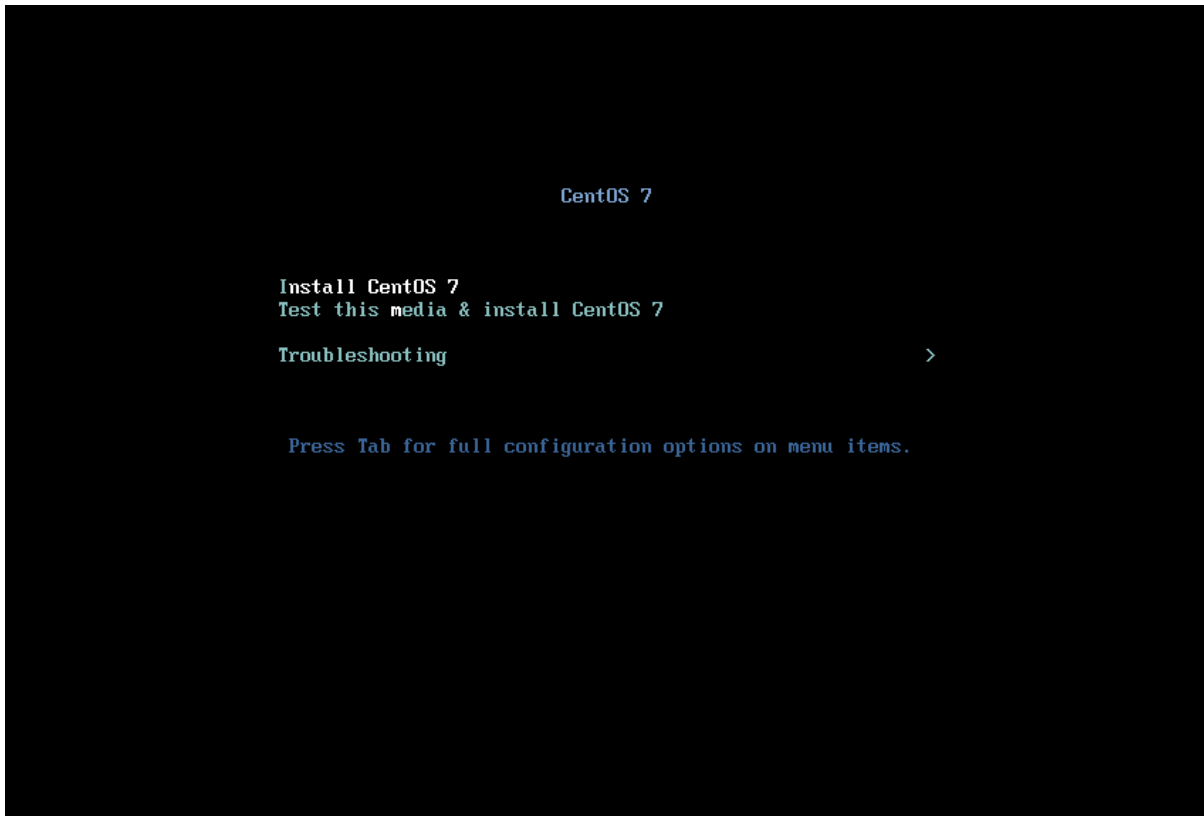 CentOS 7
Install CentOS 7
Test this media & install CentOS 7
Troubleshooting >
Press Tab for full configuration options on menu items.